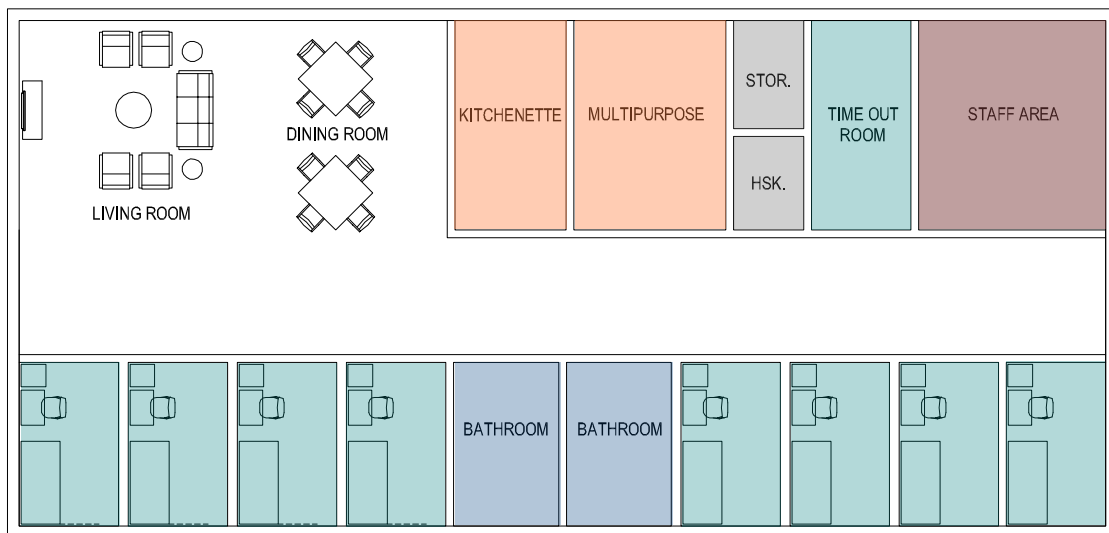 STOR.
KITCHENETTE
MULTIPURPOSE
TIME OUT
ROOM
STAFF AREA
DINING ROOM
HSK.
LIVING ROOM
BATHROOM
BATHROOM